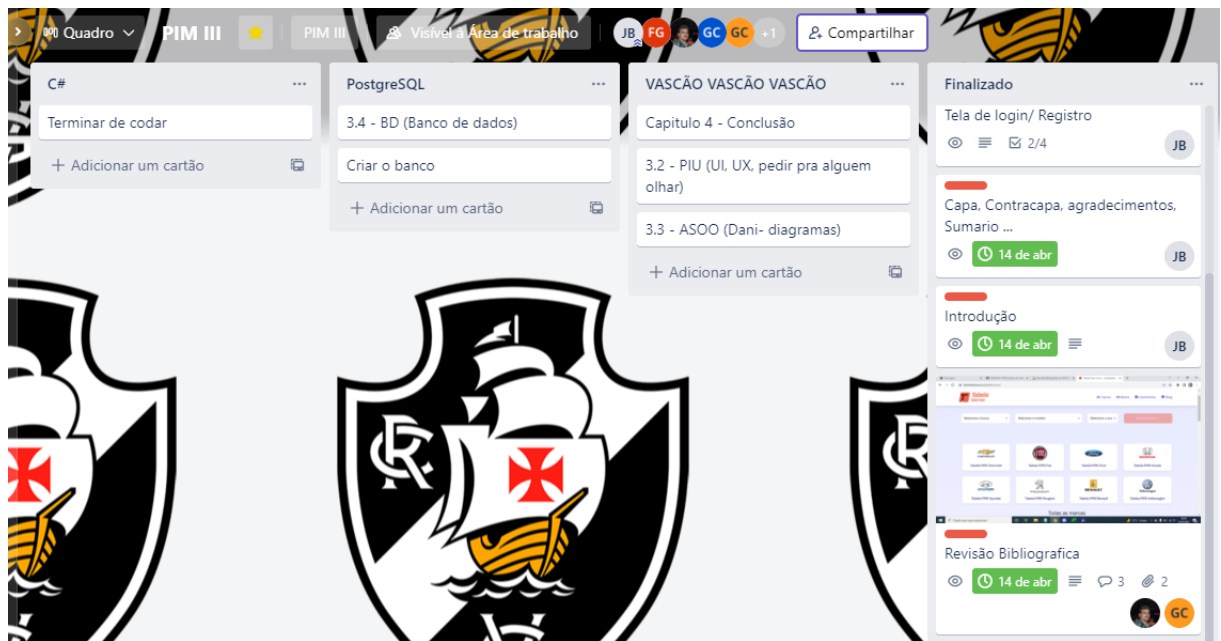 Quadro
PIM III
PIM III
Visível à Área de trabalho
JB
FG
GC
GC
+1
Compartilhar
C#
Terminar de codar
Adicionar um cartão
PostgreSQL
3.4 - BD (Banco de dados)
Criar o banco
Adicionar um cartão
VASCÃO VASCÃO VASCÃO
Capitulo 4 - Conclusão
3.2 - PIU (UI, UX, pedir pra alguem
olhar)
3.3 - ASOO (Dani- diagramas)
Adicionar um cartão
Finalizado
Tela de login/ Registro
2/4
JB
Capa, Contracapa, agradecimentos,
Sumario ...
14 de abr
JB
Introdução
14 de abr
JB
Tabela
Todas as marcas
Revisão Bibliografica
14 de abr
3
2
GC